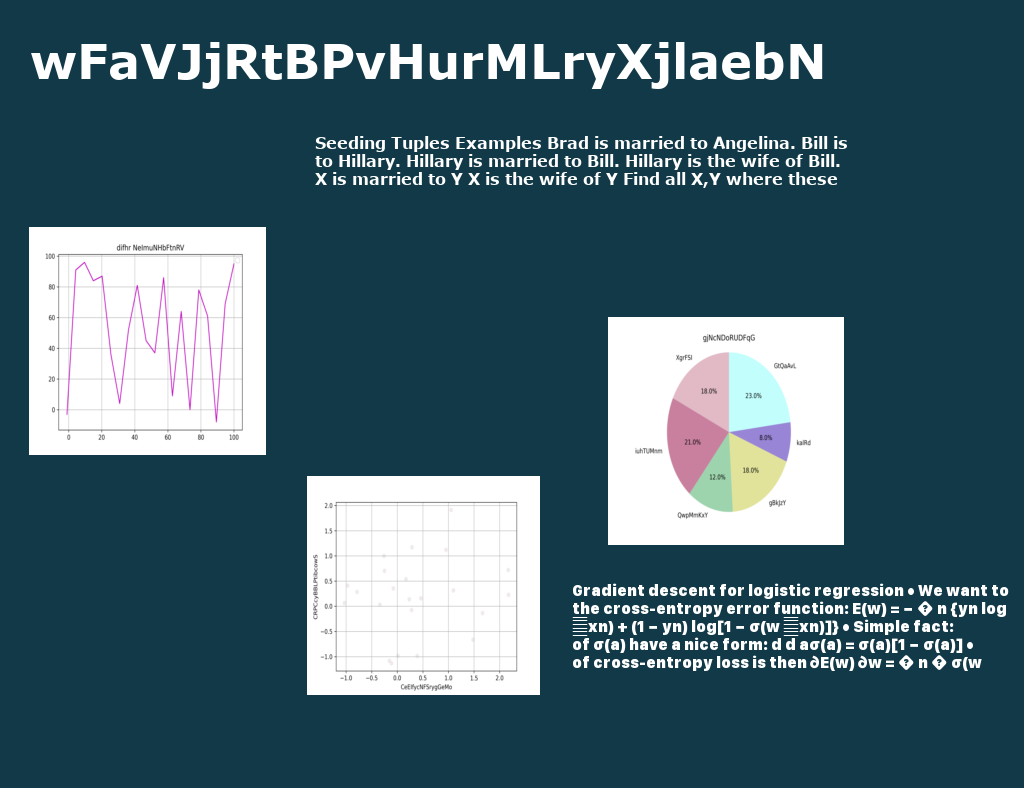 wFaVJjRtBPvHurMLryXjlaebN
Seeding Tuples Examples Brad is married to Angelina. Bill is
to Hillary. Hillary is married to Bill. Hillary is the wife of Bill.
X is married to Y X is the wife of Y Find all X,Y where these
difhr NeImuNHbFtnRV
100
80
60
40
20
0
0 20 40 60 80 100
gjNcNDoRUDFqG
XgrFSl
GtQaAvL
18.0%
23.0%
iuhTUMnm
21.0%
8.0%
kalRd
12.0%
18.0%
QwpMmKxY
gBkJzY
2.0
1.5
1.0
0.5
0.0
−0.5
−1.0
CRPCcyBBLPtibcowS
−1.0 −0.5 0.0 0.5 1.0 1.5 2.0
CeEIfycNFSrygGeMo
Gradient descent for logistic regression • We want to
the cross-entropy error function: E(w) = − � n {yn log
xn) + (1 − yn) log[1 − σ(w xn)]} • Simple fact:
of σ(a) have a nice form: d d aσ(a) = σ(a)[1 − σ(a)] •
of cross-entropy loss is then ∂E(w) ∂w = � n � σ(w